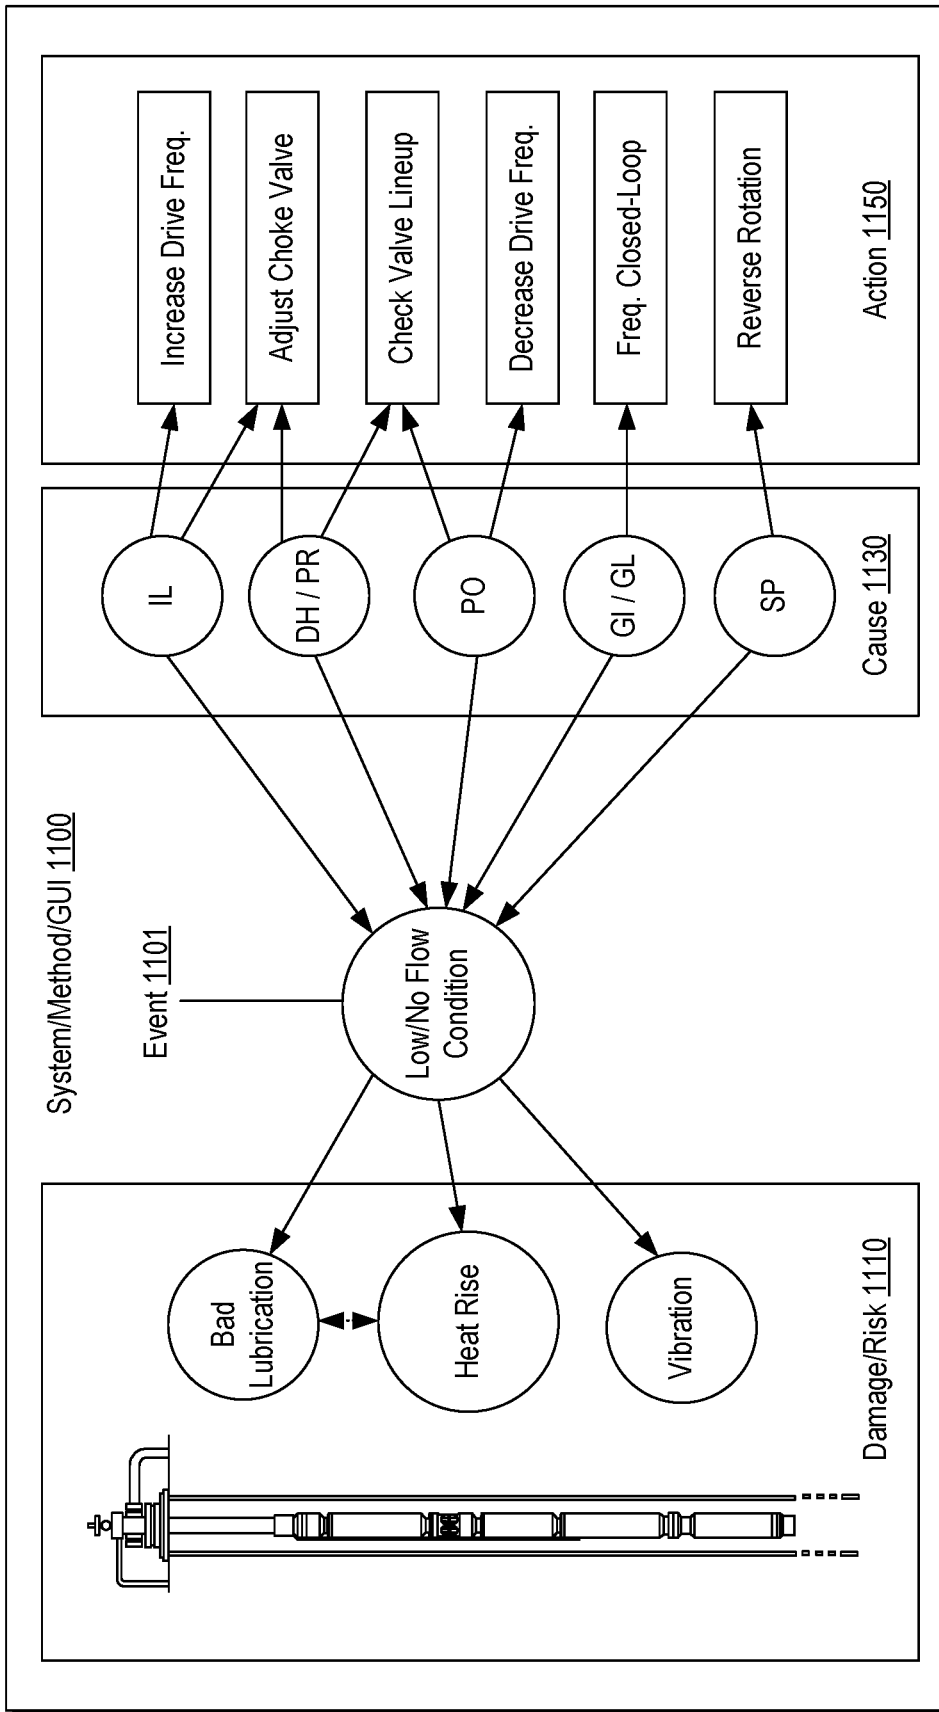 System/Method/GUI 1100
Event 1101
Low/No Flow
Condition
Bad
Lubrication
Heat Rise
Vibration
Damage/Risk 1110
IL
DH / PR
PO
GI / GL
SP
Cause 1130
Increase Drive Freq.
Adjust Choke Valve
Check Valve Lineup
Decrease Drive Freq.
Freq. Closed-Loop
Reverse Rotation
Action 1150